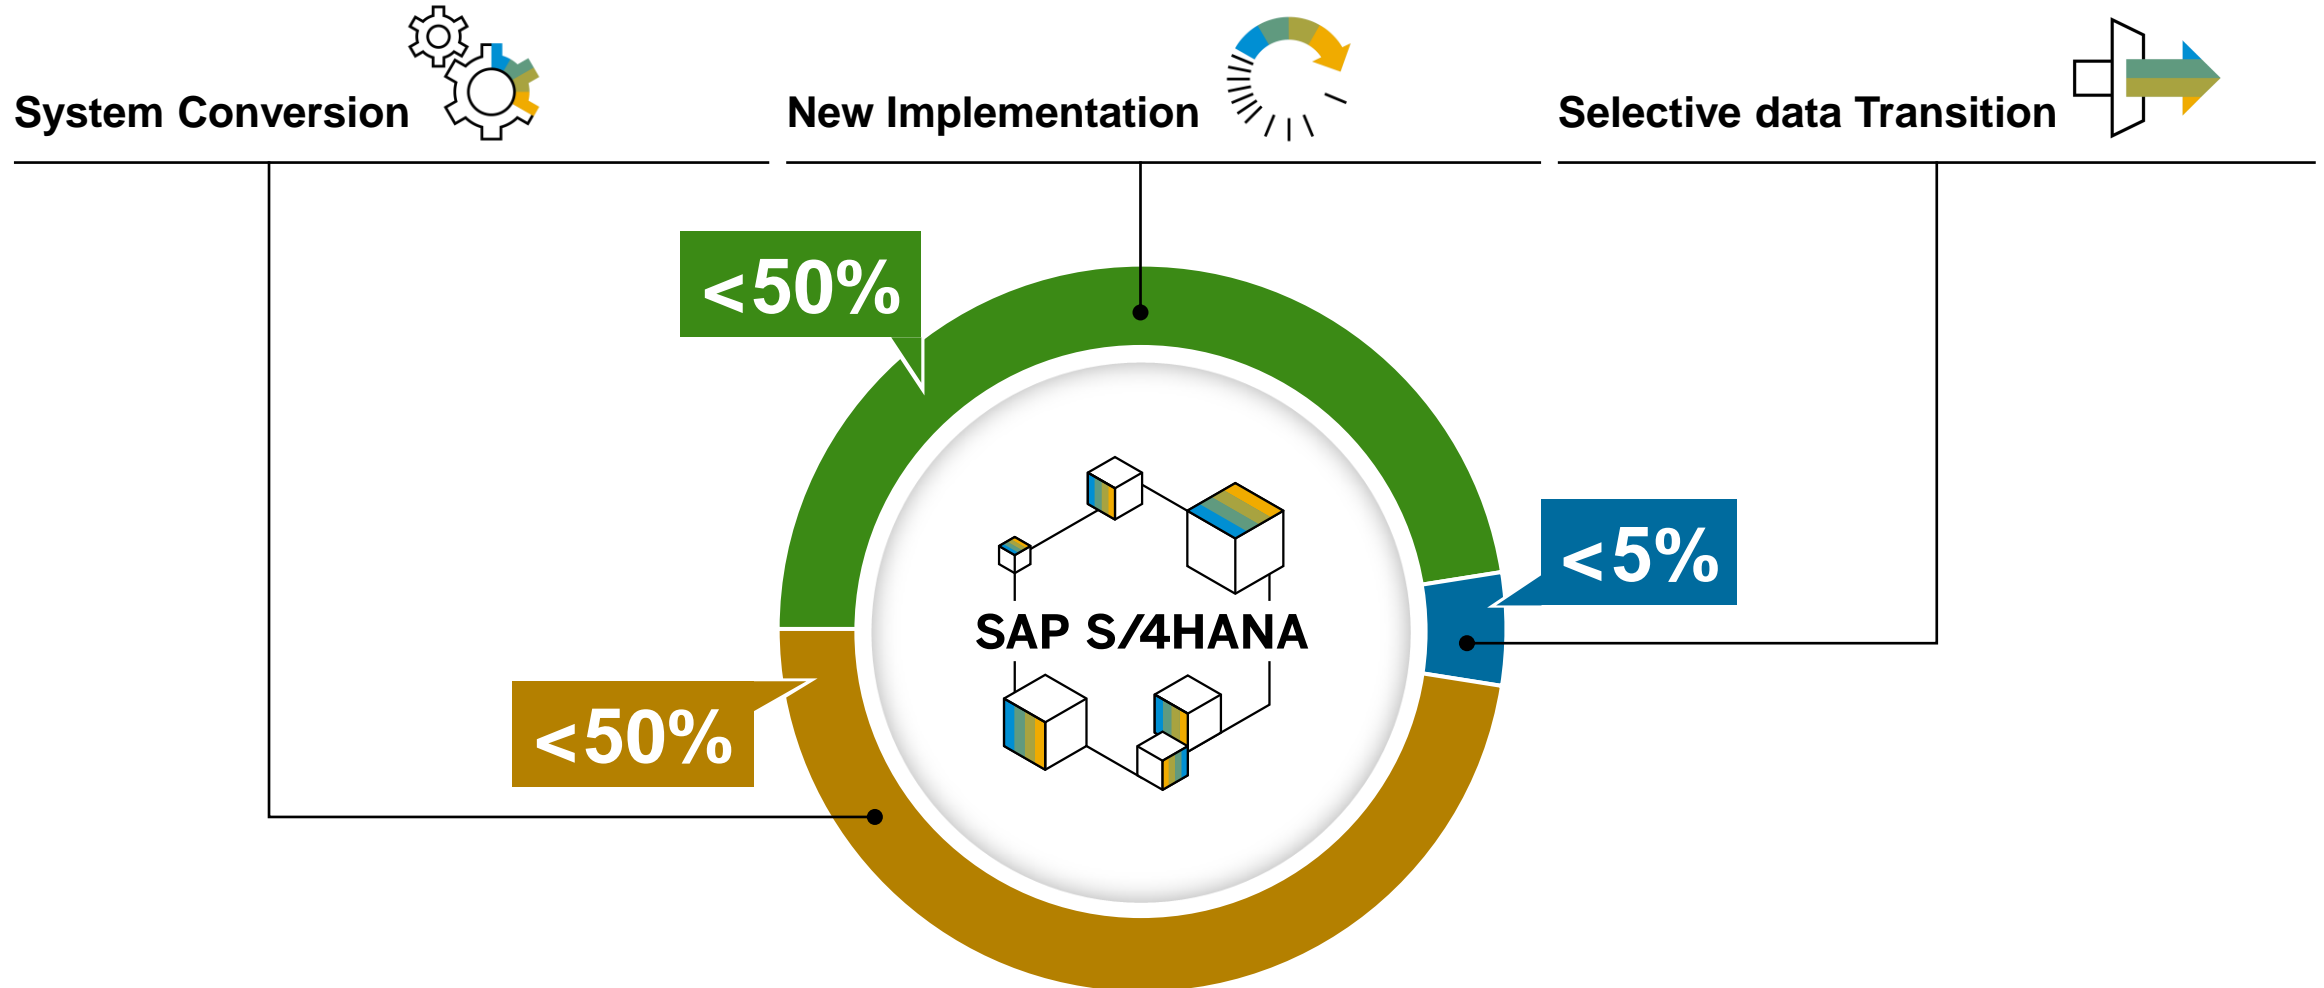 System Conversion
New Implementation
Selective data Transition
<50%
<5%
SAP S/4HANA
<50%